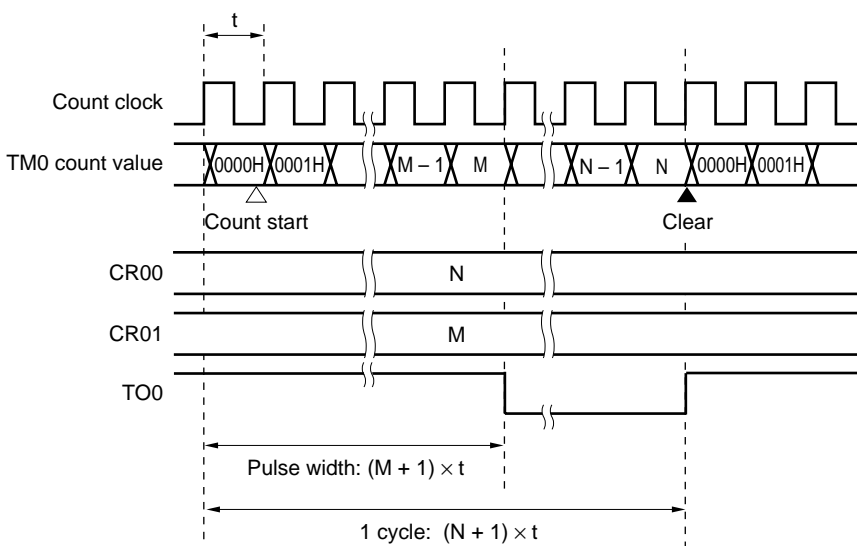 t
Count clock
TM0 count value 0000H 0001H M – 1 M N – 1 N 0000H 0001H
Count start Clear
CR00 N
CR01 M
TO0
Pulse width: (M + 1) × t
1 cycle: (N + 1) × t